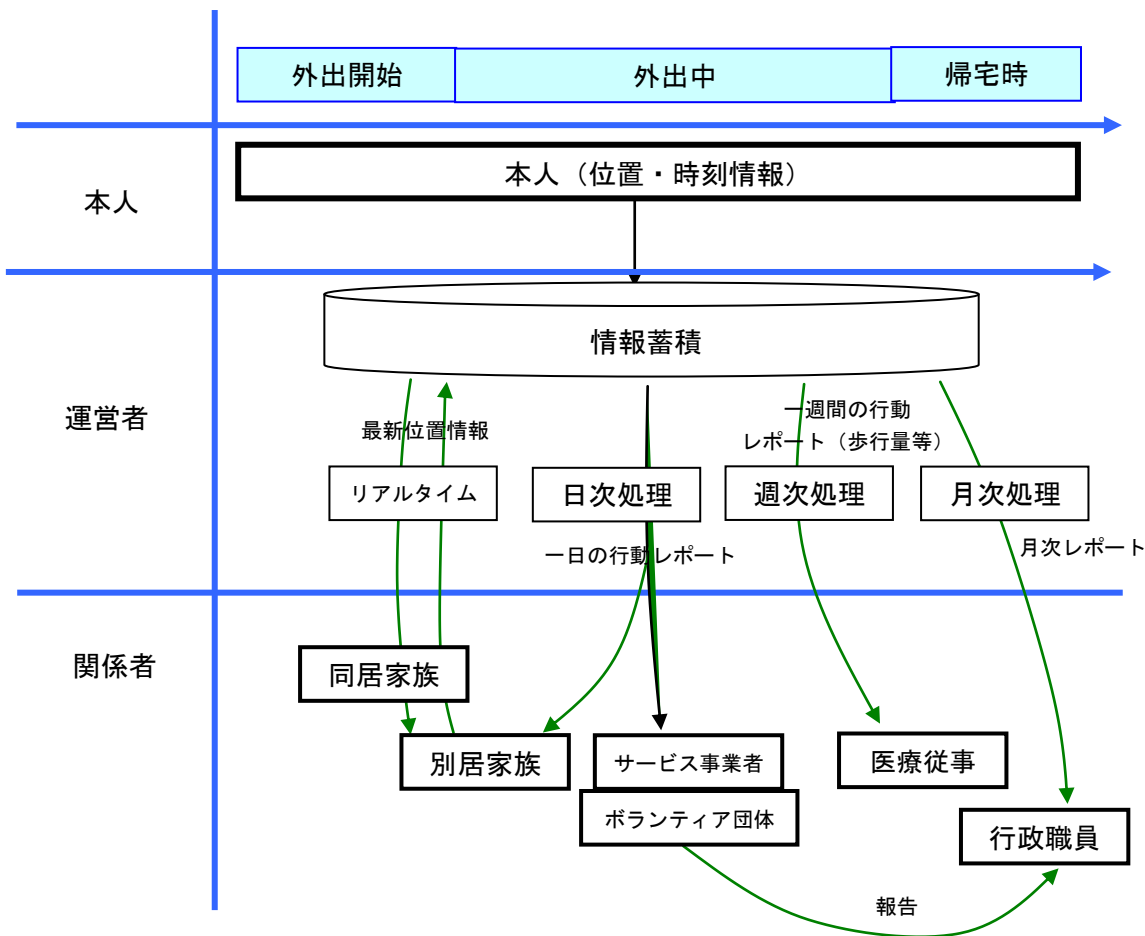 外出開始
外出中
帰宅時
本人
本人（位置・時刻情報）
運営者
情報蓄積
最新位置情報
一週間の行動
レポート（歩行量等）
リアルタイム
日次処理
週次処理
月次処理
一日の行動レポート
月次レポート
関係者
同居家族
別居家族
サービス事業者
医療従事
ボランティア団体
行政職員
報告